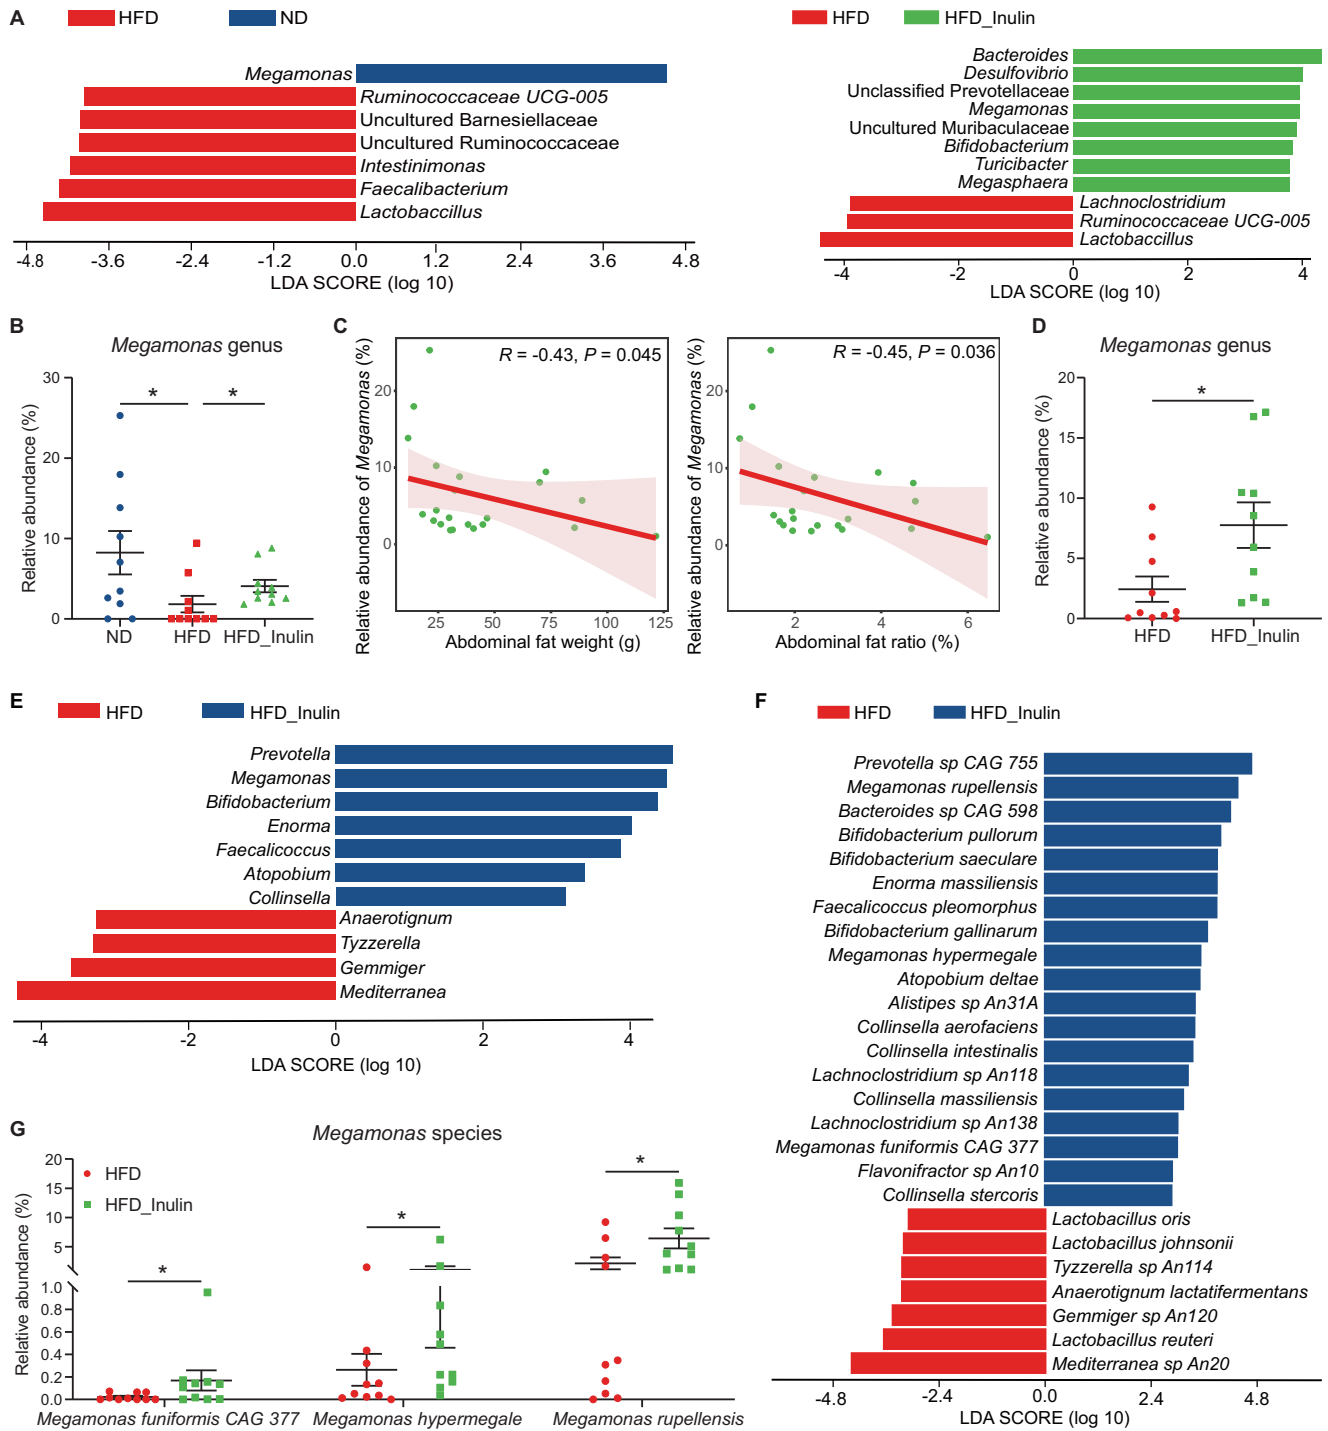 A
HFD
ND
Megamonas
Ruminococcaceae UCG-005
Uncultured Barnesiellaceae
Uncultured Ruminococcaceae
Intestinimonas
Faecalibacterium
Lactobaccillus
-4.8 -3.6 -2.4 -1.2 0.0 1.2 2.4 3.6 4.8
LDA SCORE (log 10)
HFD
HFD_Inulin
Bacteroides
Desulfovibrio
Unclassified Prevotellaceae
Megamonas
Uncultured Muribaculaceae
Bifidobacterium
Turicibacter
Megasphaera
Lachnoclostridium
Ruminococcaceae UCG-005
Lactobaccillus
-4 -2 0 2 4
LDA SCORE (log 10)
B
Megamonas genus
Relative abundance (%)
30
20
10
0
* *
ND HFD HFD_Inulin
C
Relative abundance of Megamonas (%)
R = -0.43, P = 0.045
20
10
0
25 50 75 100 125
Abdominal fat weight (g)
Relative abundance of Megamonas (%)
R = -0.45, P = 0.036
20
10
0
2 4 6
Abdominal fat ratio (%)
D
Megamonas genus
Relative abundance (%)
20
15
10
5
0
*
HFD HFD_Inulin
E
HFD
HFD_Inulin
Prevotella
Megamonas
Bifidobacterium
Enorma
Faecalicoccus
Atopobium
Collinsella
Anaerotignum
Tyzzerella
Gemmiger
Mediterranea
-4 -2 0 2 4
LDA SCORE (log 10)
F
HFD
HFD_Inulin
Prevotella sp CAG 755
Megamonas rupellensis
Bacteroides sp CAG 598
Bifidobacterium pullorum
Bifidobacterium saeculare
Enorma massiliensis
Faecalicoccus pleomorphus
Bifidobacterium gallinarum
Megamonas hypermegale
Atopobium deltae
Alistipes sp An31A
Collinsella aerofaciens
Collinsella intestinalis
Lachnoclostridium sp An118
Collinsella massiliensis
Lachnoclostridium sp An138
Megamonas funiformis CAG 377
Flavonifractor sp An10
Collinsella stercoris
Lactobacillus oris
Lactobacillus johnsonii
Tyzzerella sp An114
Anaerotignum lactatifermentans
Gemmiger sp An120
Lactobacillus reuteri
Mediterranea sp An20
-4.8 -2.4 0.0 2.4 4.8
LDA SCORE (log 10)
G
Megamonas species
HFD
HFD_Inulin
Relative abundance (%)
20
15
10
5
1.0
0.8
0.6
0.4
0.2
0.0
* * *
Megamonas funiformis CAG 377 Megamonas hypermegale Megamonas rupellensis